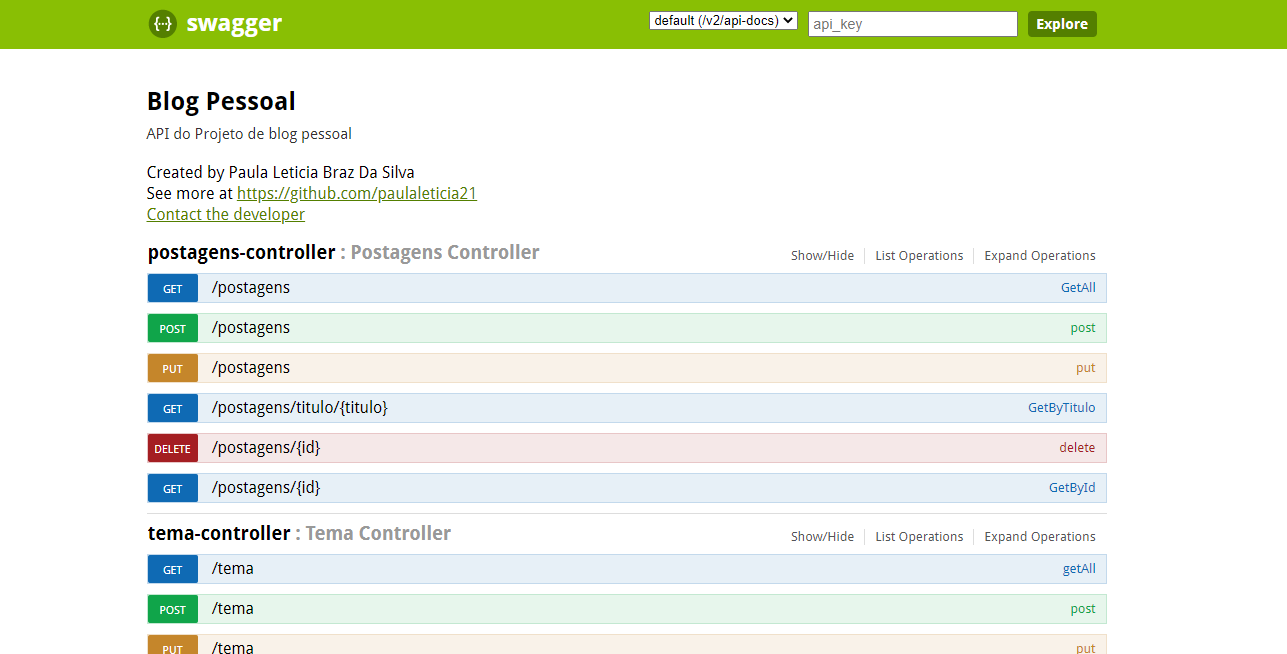 {··} swagger default (/v2/api-docs) api_key Explore
Blog Pessoal
API do Projeto de blog pessoal
Created by Paula Leticia Braz Da Silva
See more at https://github.com/paulaleticia21
Contact the developer
postagens-controller : Postagens Controller Show/Hide List Operations Expand Operations
GET /postagens GetAll
POST /postagens post
PUT /postagens put
GET /postagens/titulo/{titulo} GetByTitulo
DELETE /postagens/{id} delete
GET /postagens/{id} GetById
tema-controller : Tema Controller Show/Hide List Operations Expand Operations
GET /tema getAll
POST /tema post
PUT /tema put